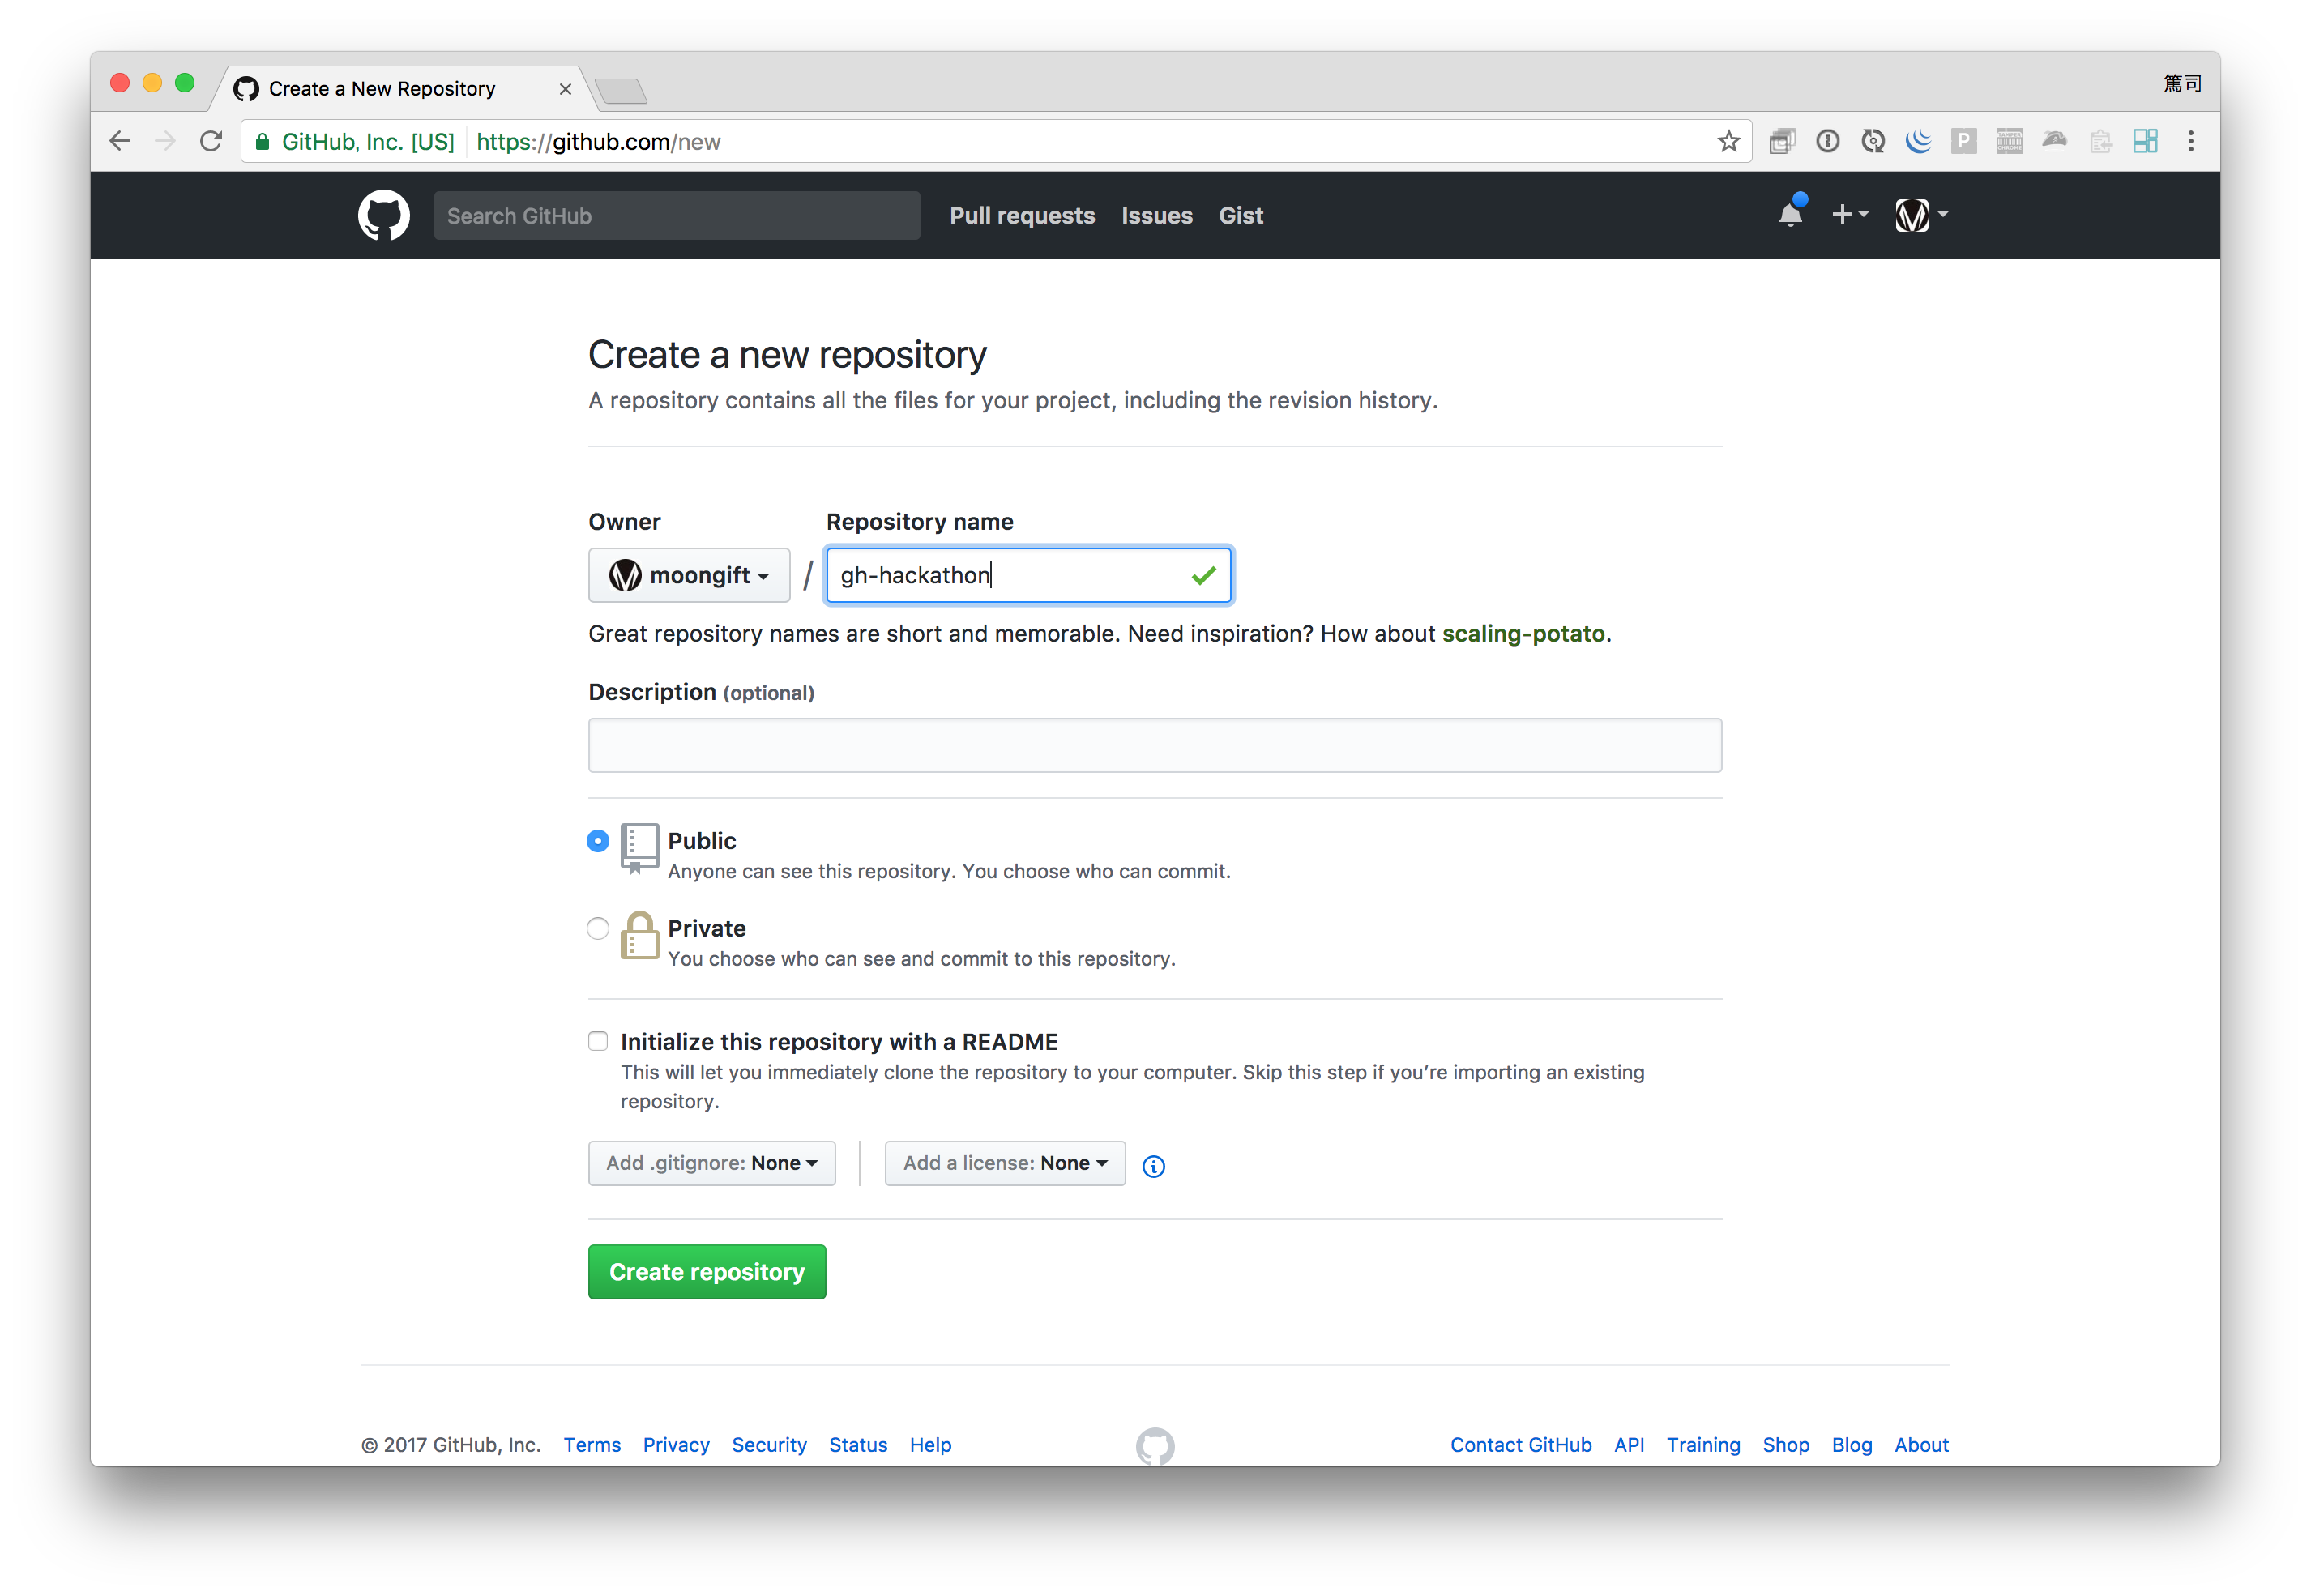 Create a New Repository
篤司
GitHub, Inc. [US] https://github.com/new
Search GitHub Pull requests Issues Gist
Create a new repository
A repository contains all the files for your project, including the revision history.
Owner Repository name
moongift / gh-hackathon
Great repository names are short and memorable. Need inspiration? How about scaling-potato.
Description (optional)
Public
Anyone can see this repository. You choose who can commit.
Private
You choose who can see and commit to this repository.
Initialize this repository with a README
This will let you immediately clone the repository to your computer. Skip this step if you’re importing an existing
repository.
Add .gitignore: None Add a license: None
Create repository
© 2017 GitHub, Inc. Terms Privacy Security Status Help Contact GitHub API Training Shop Blog About